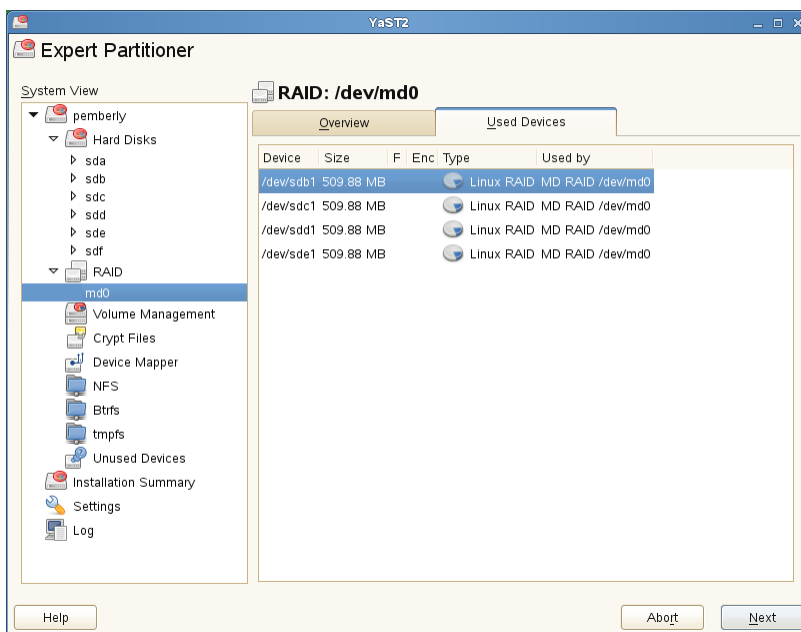 YaST2
Expert Partitioner
System View
pemberly
Hard Disks
sda
sdb
sdc
sdd
sde
sdf
RAID
md0
Volume Management
Crypt Files
Device Mapper
NFS
Btrfs
tmpfs
Unused Devices
Installation Summary
Settings
Log
RAID: /dev/md0
Overview Used Devices
Device Size F Enc Type Used by
/dev/sdb1 509.88 MB Linux RAID MD RAID /dev/md0
/dev/sdc1 509.88 MB Linux RAID MD RAID /dev/md0
/dev/sdd1 509.88 MB Linux RAID MD RAID /dev/md0
/dev/sde1 509.88 MB Linux RAID MD RAID /dev/md0
Help Abort Next